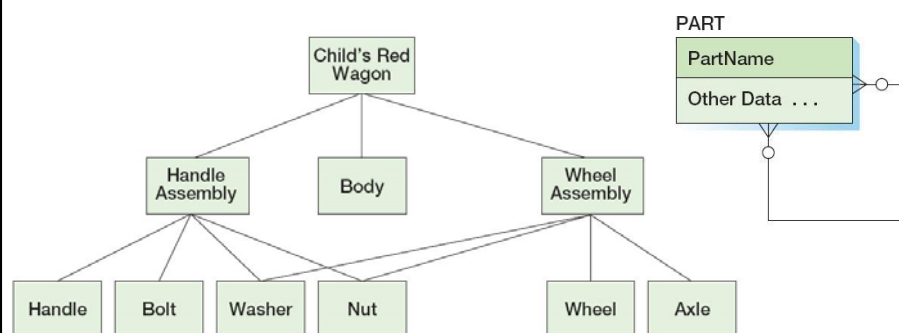 PART
Child's Red
Wagon
PartName
Other Data ...
Handle
Assembly
Body
Wheel
Assembly
Handle
Bolt
Washer
Nut
Wheel
Axle